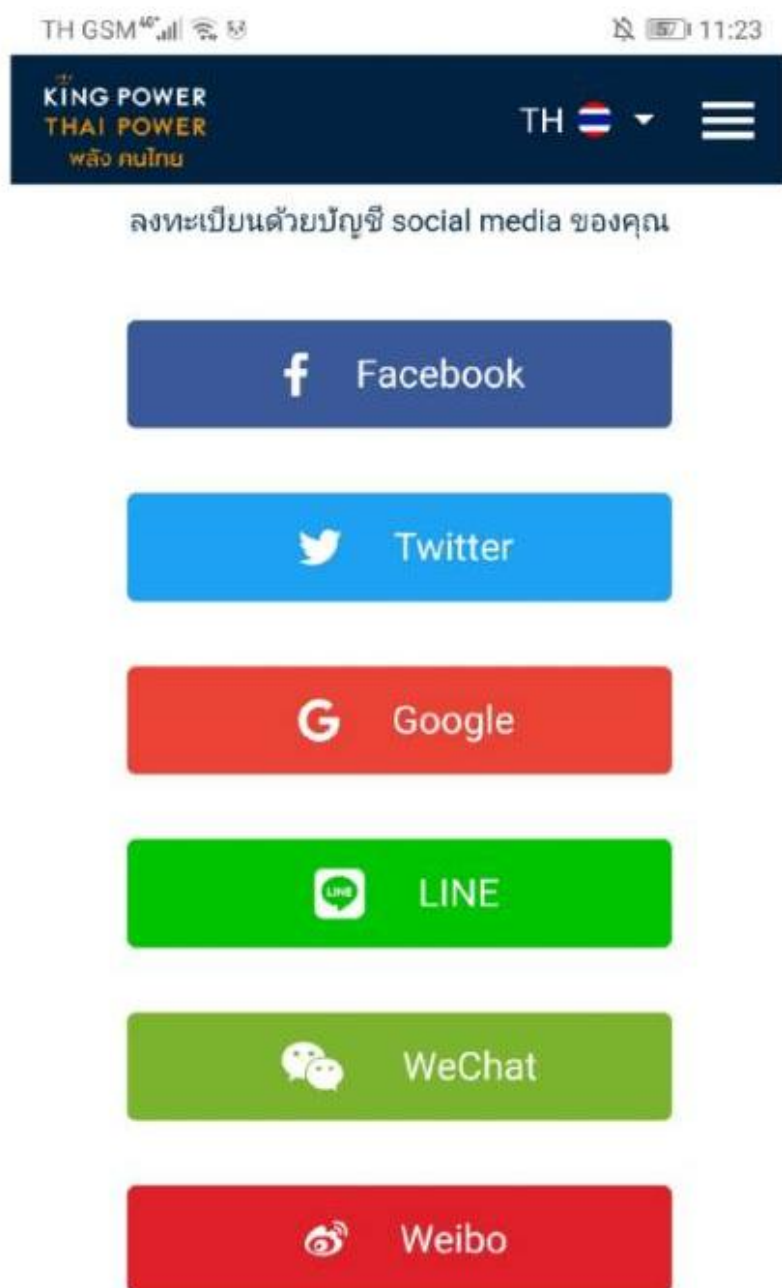 TH GSM 4G+ 57 11:23
KING POWER
THAI POWER
พลัง คนไทย
TH
ลงทะเบียนด้วยบัญชี social media ของคุณ
f Facebook
Twitter
G Google
LINE LINE
WeChat
Weibo